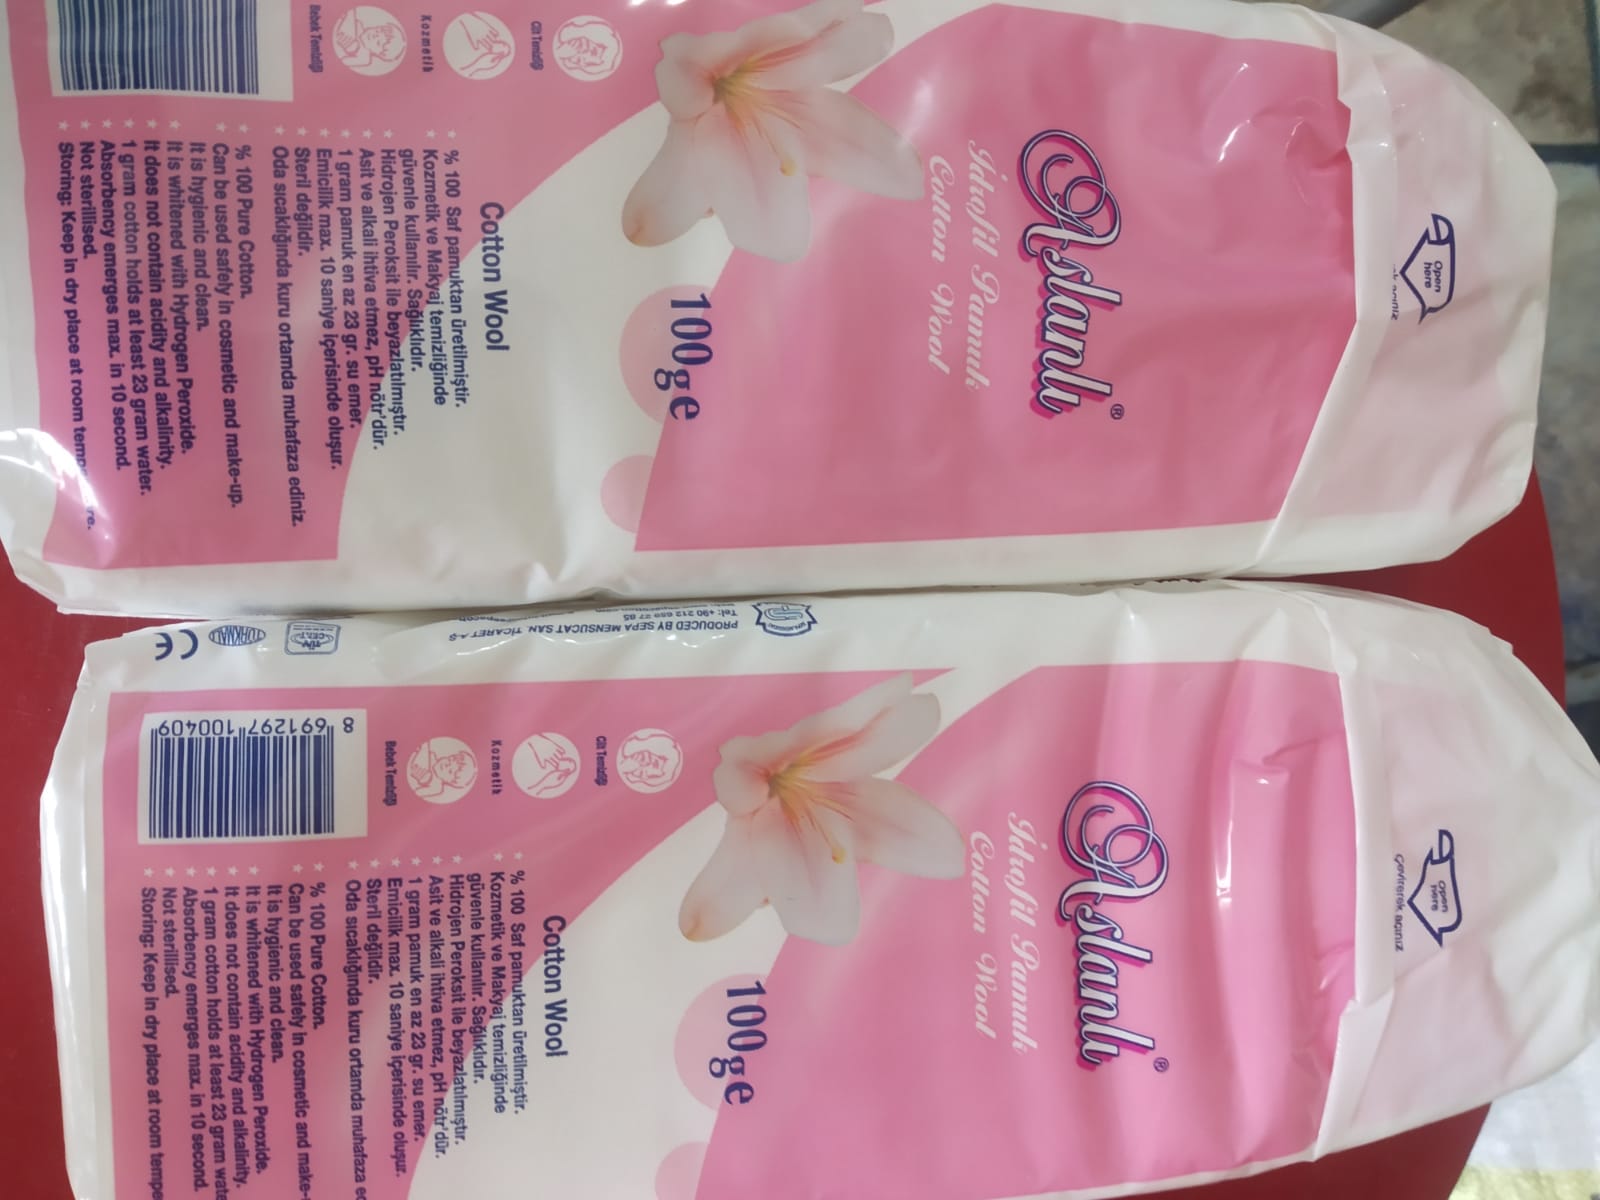 Open
here
Aslanlı®
İdrofil Pamuk
Cotton Wool
100g e
Cotton Wool
Cilt Temizliği
Kozmetik
Bebek Temizliği
* % 100 Saf pamuktan üretilmiştir.
* Kozmetik ve Makyaj temizliğinde
güvenle kullanılır. Sağlıklıdır.
* Hidrojen Peroksit ile beyazlatılmıştır.
* Asit ve alkali ihtiva etmez, pH nötr'dür.
* 1 gram pamuk en az 23 gr. su emer.
* Emicilik max. 10 saniye içerisinde oluşur.
* Steril değildir.
* Oda sıcaklığında kuru ortamda muhafaza ediniz.
* % 100 Pure Cotton.
* Can be used safely in cosmetic and make-up.
It is hygienic and clean.
* It is whitened with Hydrogen Peroxide.
* It does not contain acidity and alkalinity.
* 1 gram cotton holds at least 23 gram water.
* Absorbency emerges max. in 10 second.
* Not sterillised.
* Storing: Keep in dry place at room
Open
here
Çevirerek açınız
Aslanlı®
İdrofil Pamuk
Cotton Wool
100g e
PRODUCED BY SEPA MENSUCAT SAN. TİCARET A.Ş
Tel: +90 212 659 27 85
TÜRKMALI
CE
Cotton Wool
Cilt Temizliği
Kozmetik
Bebek Temizliği
8 691297 100409
* % 100 Saf pamuktan üretilmiştir.
* Kozmetik ve Makyaj temizliğinde
güvenle kullanılır. Sağlıklıdır.
* Hidrojen Peroksit ile beyazlatılmıştır.
* Asit ve alkali ihtiva etmez, pH nötr'dür.
* 1 gram pamuk en az 23 gr. su emer.
* Emicilik max. 10 saniye içerisinde oluşur.
* Steril değildir.
* Oda sıcaklığında kuru ortamda muhafaza
* % 100 Pure Cotton.
* Can be used safely in cosmetic and make-
It is hygienic and clean.
* It is whitened with Hydrogen Peroxide.
* It does not contain acidity and alkalinity.
* 1 gram cotton holds at least 23 gram
* Absorbency emerges max. in 10 second.
* Not sterillised.
* Storing: Keep in dry place at room